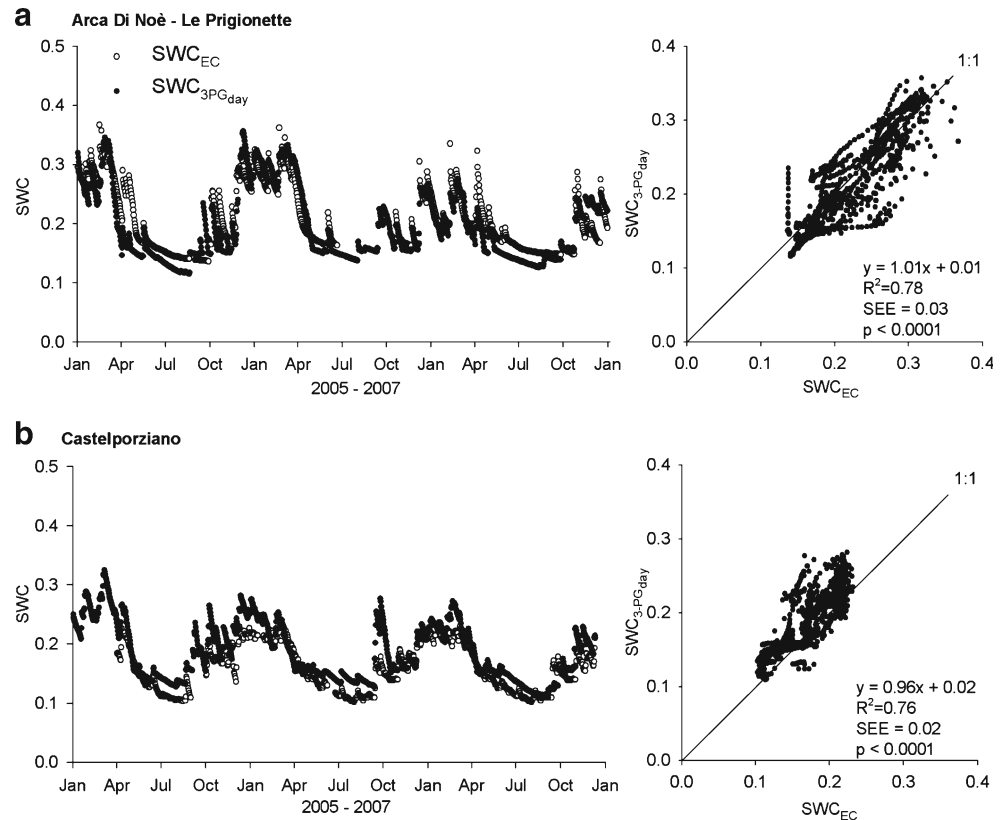 a Arca Di Noè - Le Prigionette
SWC_EC
SWC_3PG_day
0.5
0.4
0.3
0.2
0.1
0.0
SWC
Jan Apr Jul Oct Jan Apr Jul Oct Jan Apr Jul Oct Jan
2005 - 2007
0.4
0.3
0.2
0.1
0.0
SWC_3-PG_day
1:1
y = 1.01x + 0.01
R²=0.78
SEE = 0.03
p < 0.0001
0.0 0.1 0.2 0.3 0.4
SWC_EC
b Castelporziano
0.5
0.4
0.3
0.2
0.1
0.0
SWC
Jan Apr Jul Oct Jan Apr Jul Oct Jan Apr Jul Oct Jan
2005 - 2007
0.4
0.3
0.2
0.1
0.0
SWC_3-PG_day
1:1
y = 0.96x + 0.02
R²=0.76
SEE = 0.02
p < 0.0001
0.0 0.1 0.2 0.3 0.4
SWC_EC